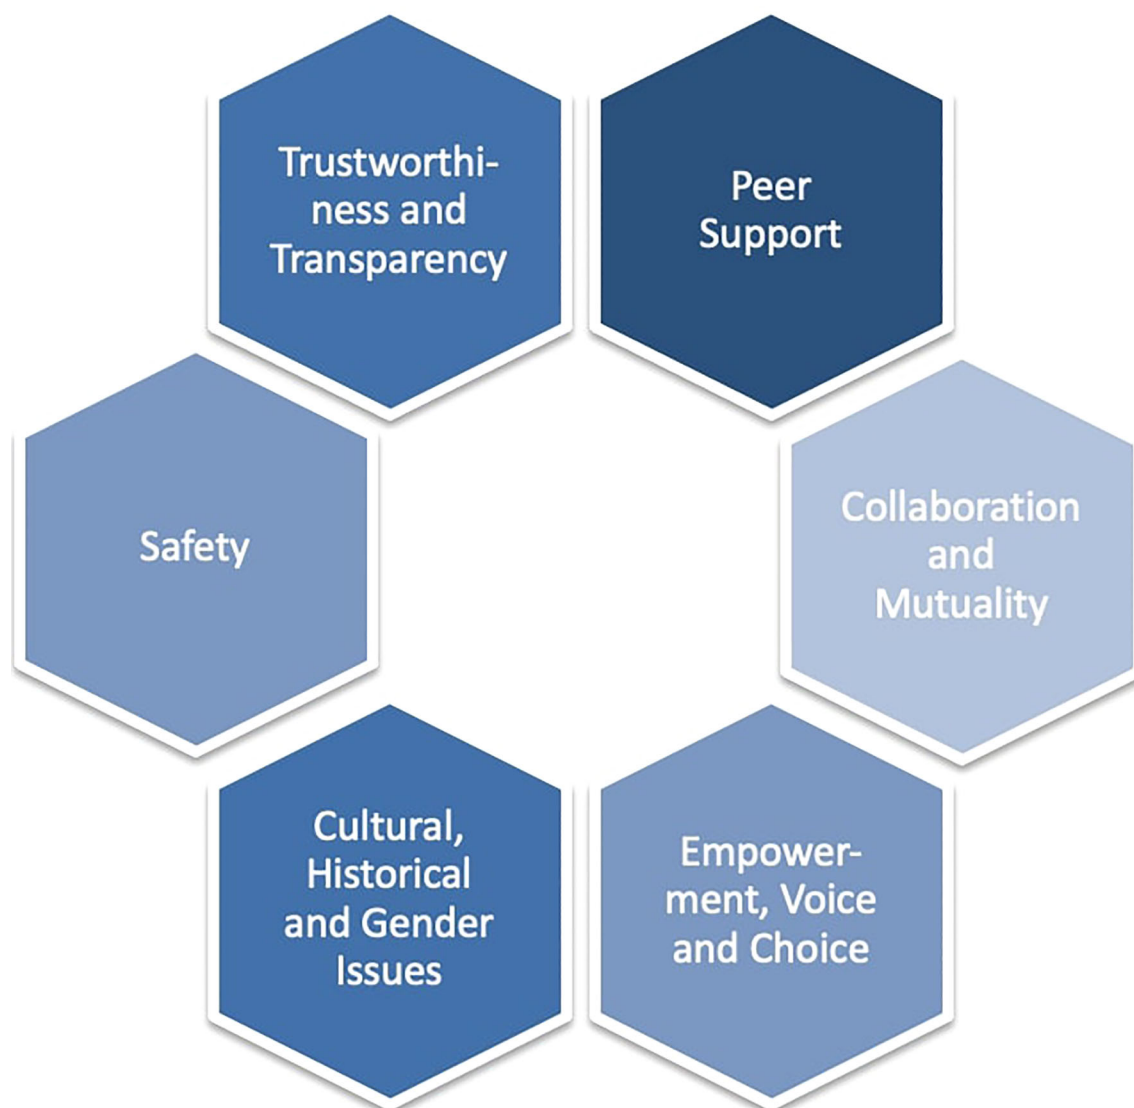 Trustworthi-
ness and
Transparency
Peer
Support
Safety
Collaboration
and
Mutuality
Cultural,
Historical
and Gender
Issues
Empower-
ment, Voice
and Choice